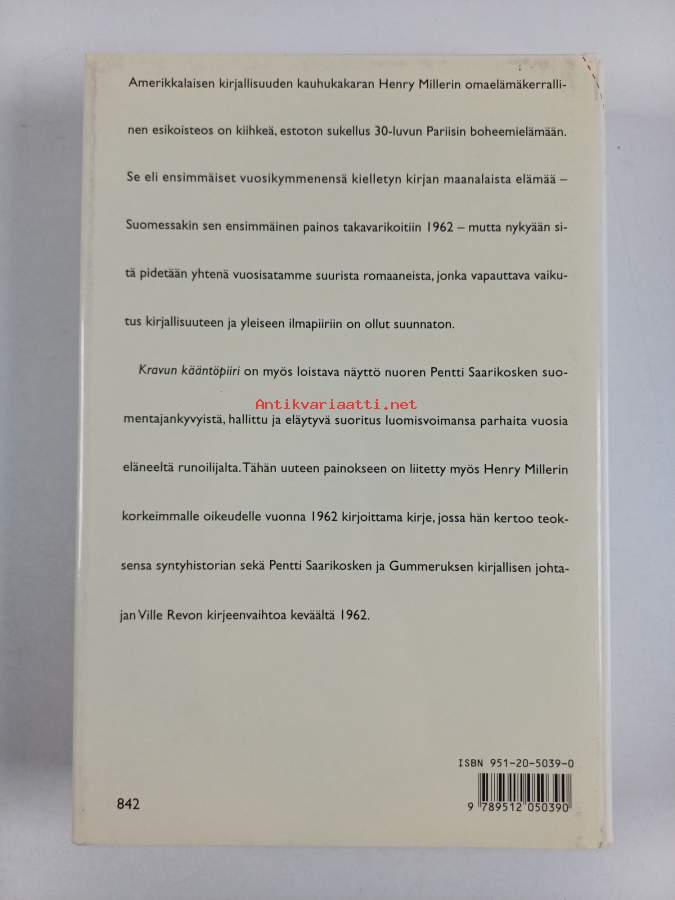 Amerikkalaisen kirjallisuuden kauhukakaran Henry Millerin omaelämäkerralli-
nen esikoisteos on kiihkeä, estoton sukellus 30-luvun Pariisin boheemielämään.
Se eli ensimmäiset vuosikymmenensä kielletyn kirjan maanalaista elämää –
Suomessakin sen ensimmäinen painos takavarikoitiin 1962 – mutta nykyään si-
tä pidetään yhtenä vuosisatamme suurista romaaneista, jonka vapauttava vaiku-
tus kirjallisuuteen ja yleiseen ilmapiiriin on ollut suunnaton.
Kravun kääntöpiiri on myös loistava näyttö nuoren Pentti Saarikosken suo-
Antikvariaatti.net
mentajankyvyistä, hallittu ja eläytyvä suoritus luomisvoimansa parhaita vuosia
eläneeltä runoilijalta. Tähän uuteen painokseen on liitetty myös Henry Millerin
korkeimmalle oikeudelle vuonna 1962 kirjoittama kirje, jossa hän kertoo teok-
sensa syntyhistorian sekä Pentti Saarikosken ja Gummeruksen kirjallisen johta-
jan Ville Revon kirjeenvaihtoa keväältä 1962.
ISBN 951-20-5039-0
842
9 789512 050390